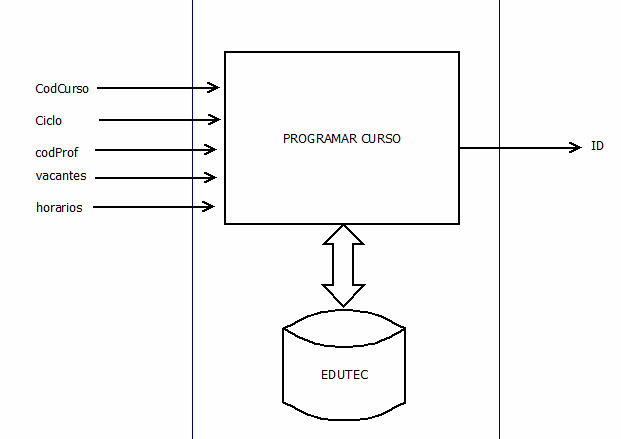 CodCurso
Ciclo
codProf
vacantes
horarios
PROGRAMAR CURSO
ID
EDUTEC